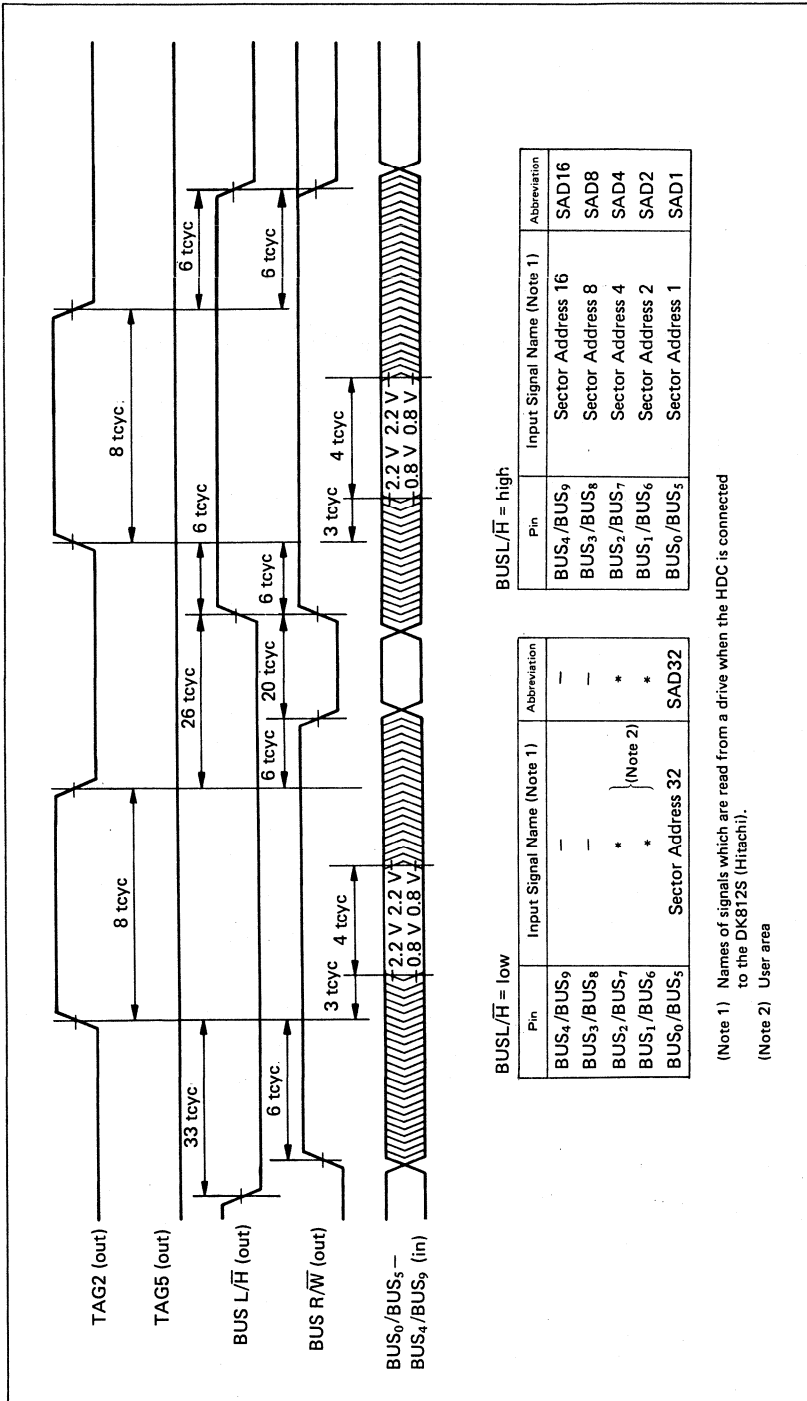 TAG2 (out)
8 tcyc
8 tcyc
TAG5 (out)
33 tcyc
26 tcyc
6 tcyc
6 tcyc
BUS L/H̅ (out)
6 tcyc
6 tcyc
20 tcyc
6 tcyc
6 tcyc
BUS R/W̅ (out)
3 tcyc
4 tcyc
3 tcyc
4 tcyc
2.2 V 2.2 V
2.2 V 2.2 V
0.8 V 0.8 V
0.8 V 0.8 V
BUS₀/BUS₅ –
BUS₄/BUS₉ (in)
BUSL/H̅ = low
Pin Input Signal Name (Note 1) Abbreviation
BUS₄/BUS₉ – –
BUS₃/BUS₈ – –
BUS₂/BUS₇ * *
(Note 2)
BUS₁/BUS₆ * *
BUS₀/BUS₅ Sector Address 32 SAD32
BUSL/H̅ = high
Pin Input Signal Name (Note 1) Abbreviation
BUS₄/BUS₉ Sector Address 16 SAD16
BUS₃/BUS₈ Sector Address 8 SAD8
BUS₂/BUS₇ Sector Address 4 SAD4
BUS₁/BUS₆ Sector Address 2 SAD2
BUS₀/BUS₅ Sector Address 1 SAD1
(Note 1) Names of signals which are read from a drive when the HDC is connected
to the DK812S (Hitachi).
(Note 2) User area